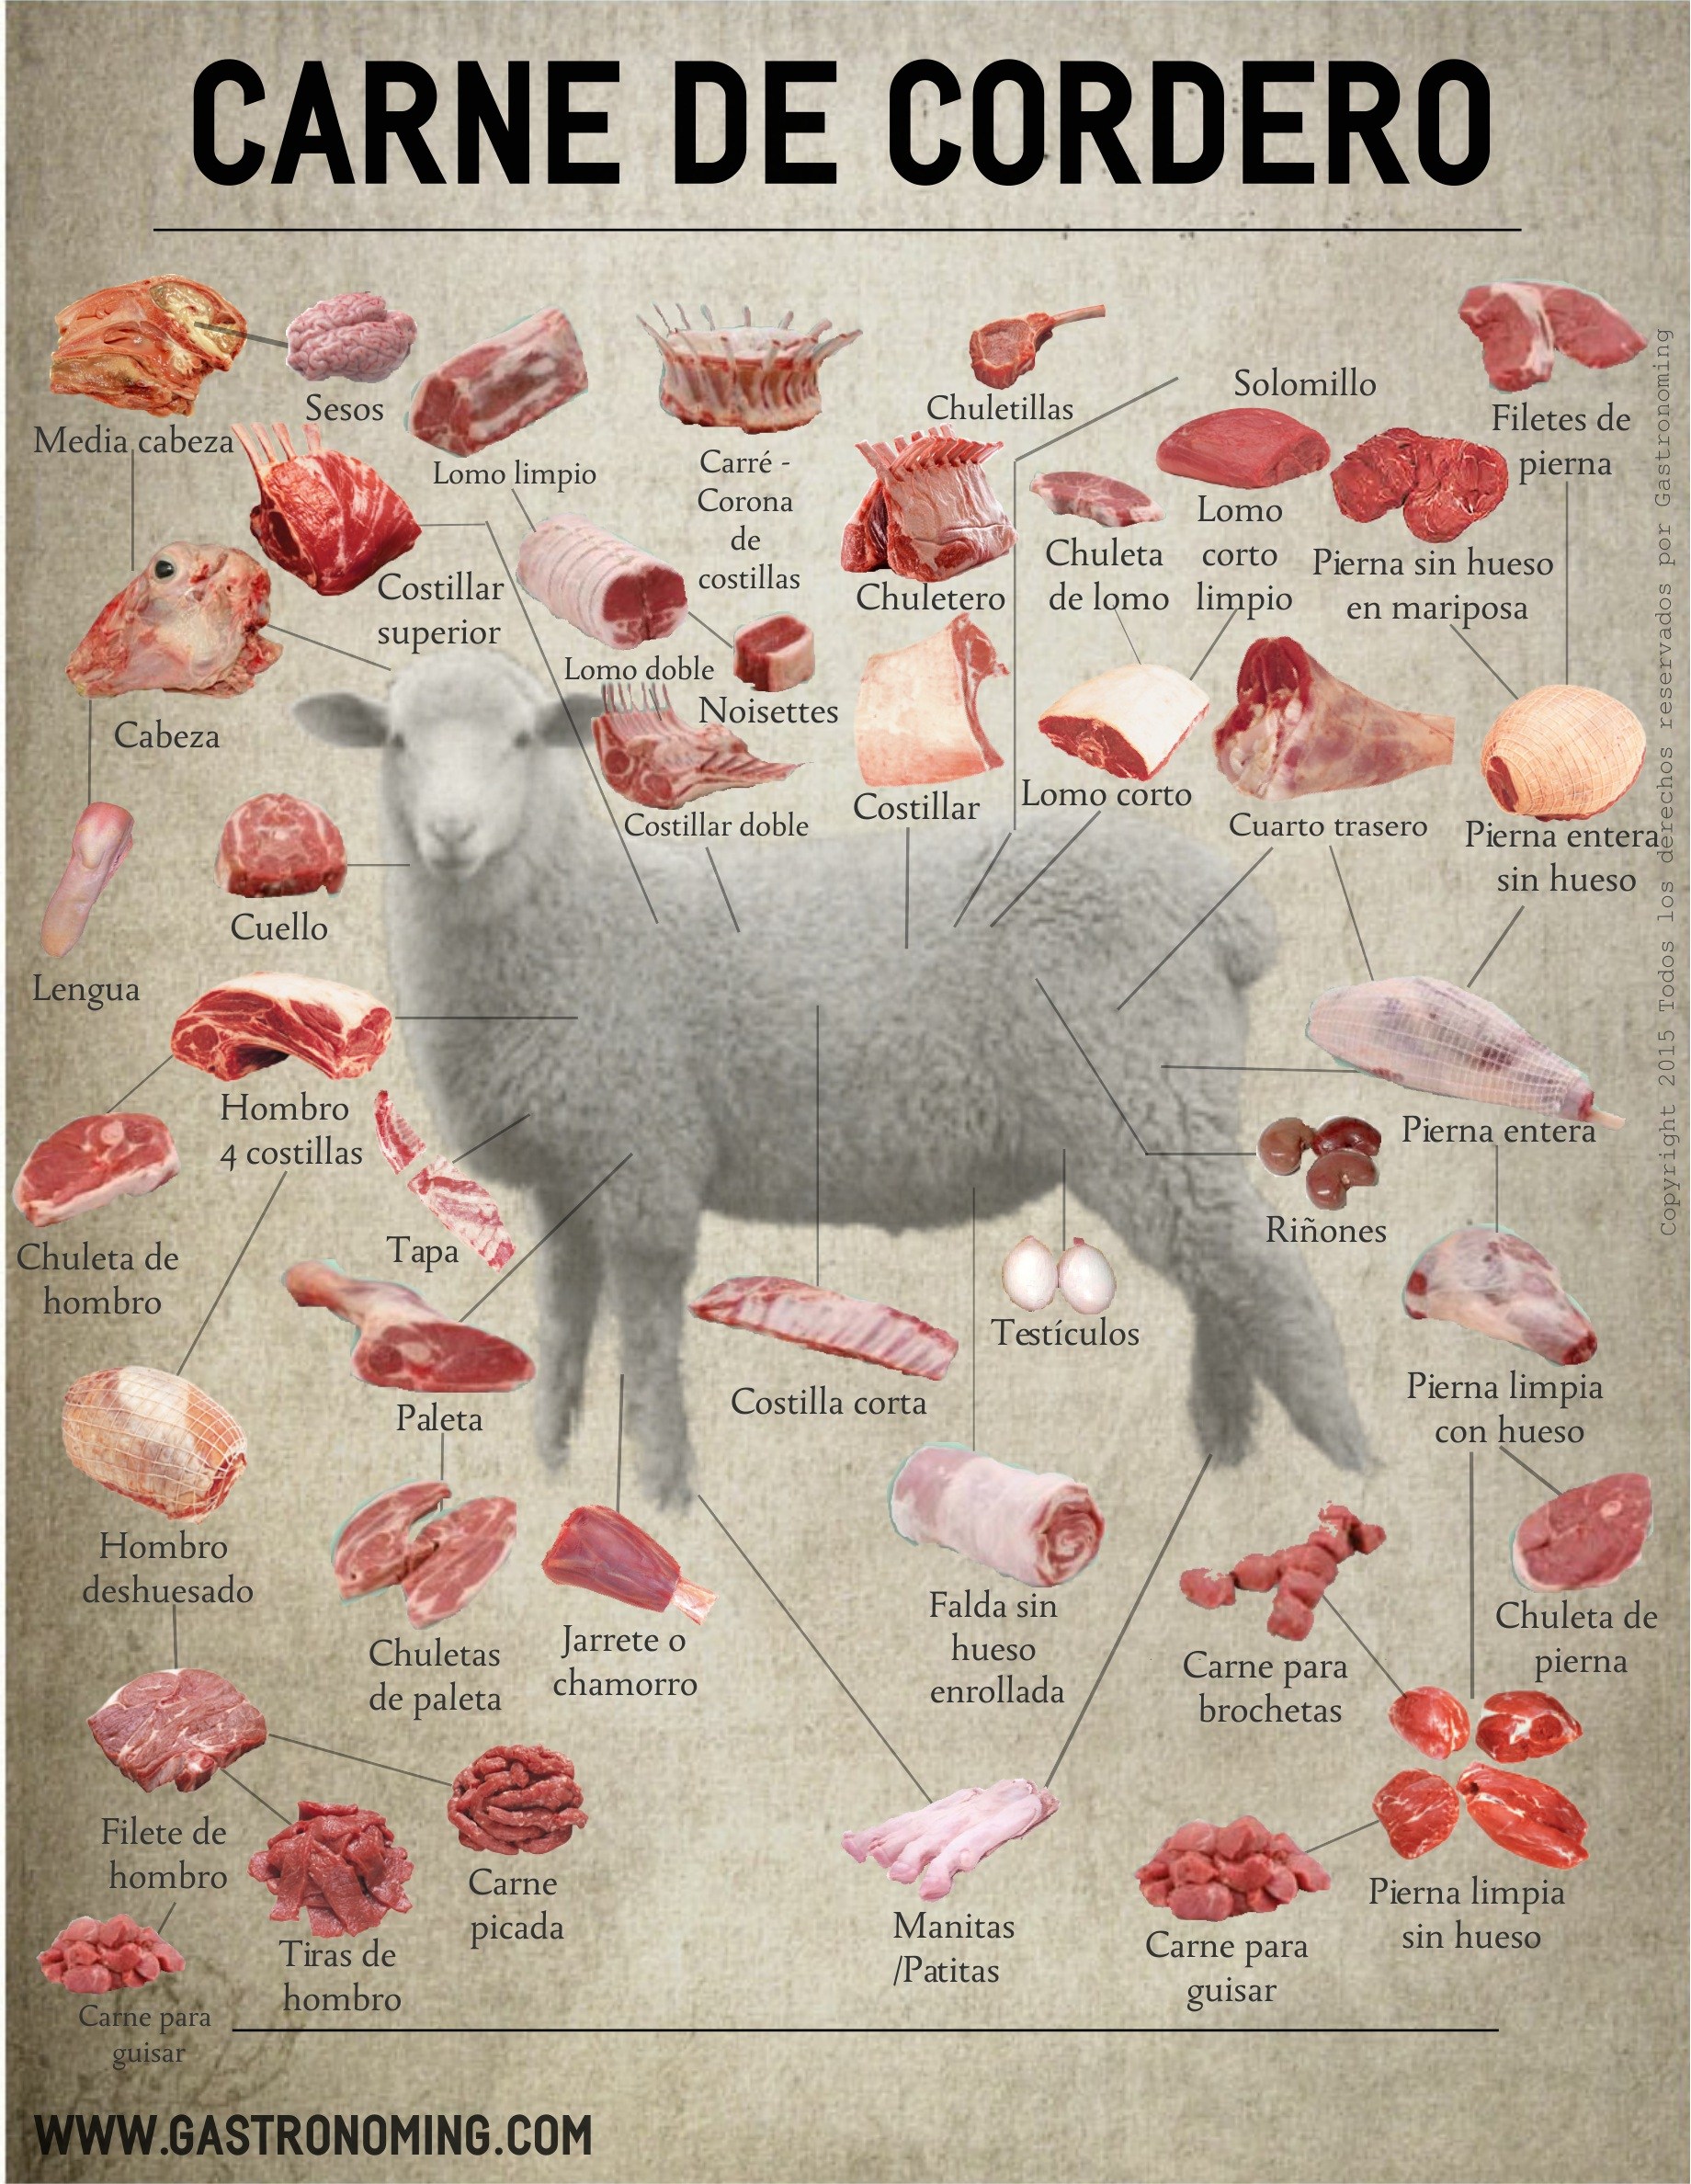 CARNE DE CORDERO
Sesos
Media cabeza
Lomo limpio
Carré -
Corona
de
costillas
Chuletillas
Solomillo
Filetes de
pierna
Costillar
superior
Chuletero
Chuleta
de lomo
Lomo
corto
limpio
Pierna sin hueso
en mariposa
Cabeza
Lomo doble
Noisettes
Costillar doble
Costillar
Lomo corto
Cuarto trasero
Pierna entera
sin hueso
Cuello
Lengua
Hombro
4 costillas
Pierna entera
Riñones
Chuleta de
hombro
Tapa
Testículos
Paleta
Costilla corta
Pierna limpia
con hueso
Hombro
deshuesado
Chuletas
de paleta
Jarrete o
chamorro
Falda sin
hueso
enrollada
Carne para
brochetas
Chuleta de
pierna
Filete de
hombro
Carne
picada
Tiras de
hombro
Manitas
/Patitas
Carne para
guisar
Pierna limpia
sin hueso
Carne para
guisar
WWW.GASTRONOMING.COM
Copyright 2015 Todos los derechos reservados por Gastronoming